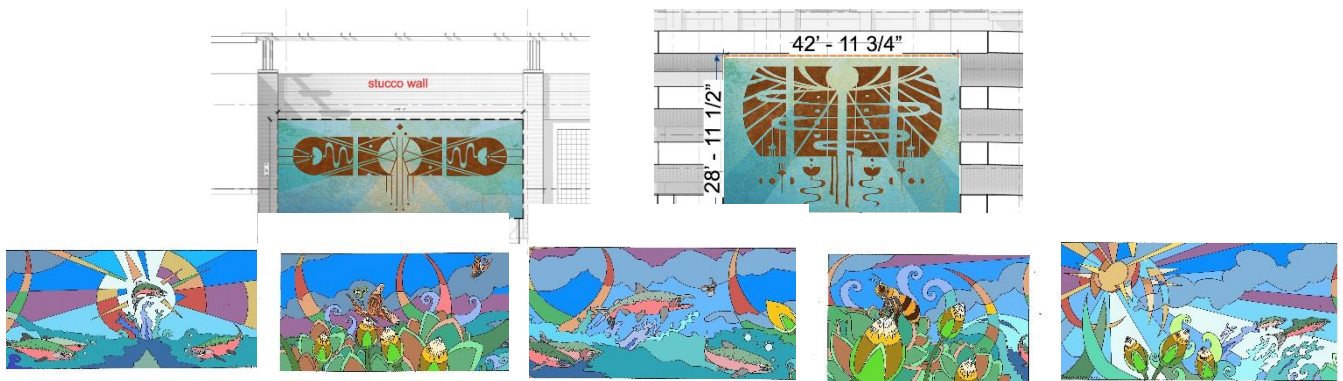 stucco wall
42' - 11 3/4"
28' - 11 1/2"